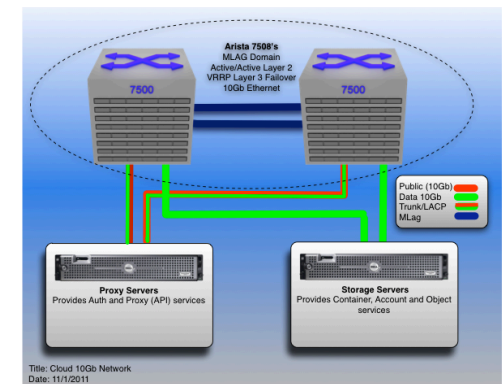 Arista 7508's
MLAG Domain
Active/Active Layer 2
VRRP Layer 3 Failover
10Gb Ethernet
7500
7500
Public (10Gb)
Data 10Gb
Trunk/LACP
MLag
Proxy Servers
Provides Auth and Proxy (API) services
Storage Servers
Provides Container, Account and Object
services
Title: Cloud 10Gb Network
Date: 11/1/2011